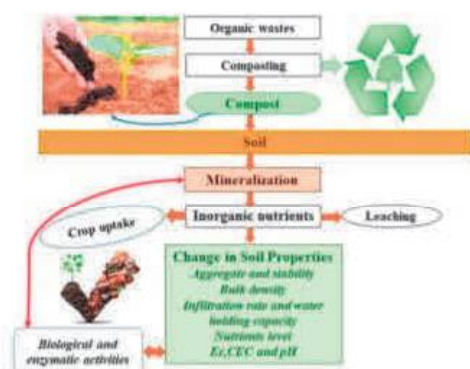 Organic wastes
Composting
Compost
Soil
Mineralization
Inorganic nutrients
Crop uptake
Leaching
Change in Soil Properties
Aggregate and stability
Bulk density
Infiltration rate and water
holding capacity
Nutrients level
Ec,CEC and pH
Biological and
enzymatic activities